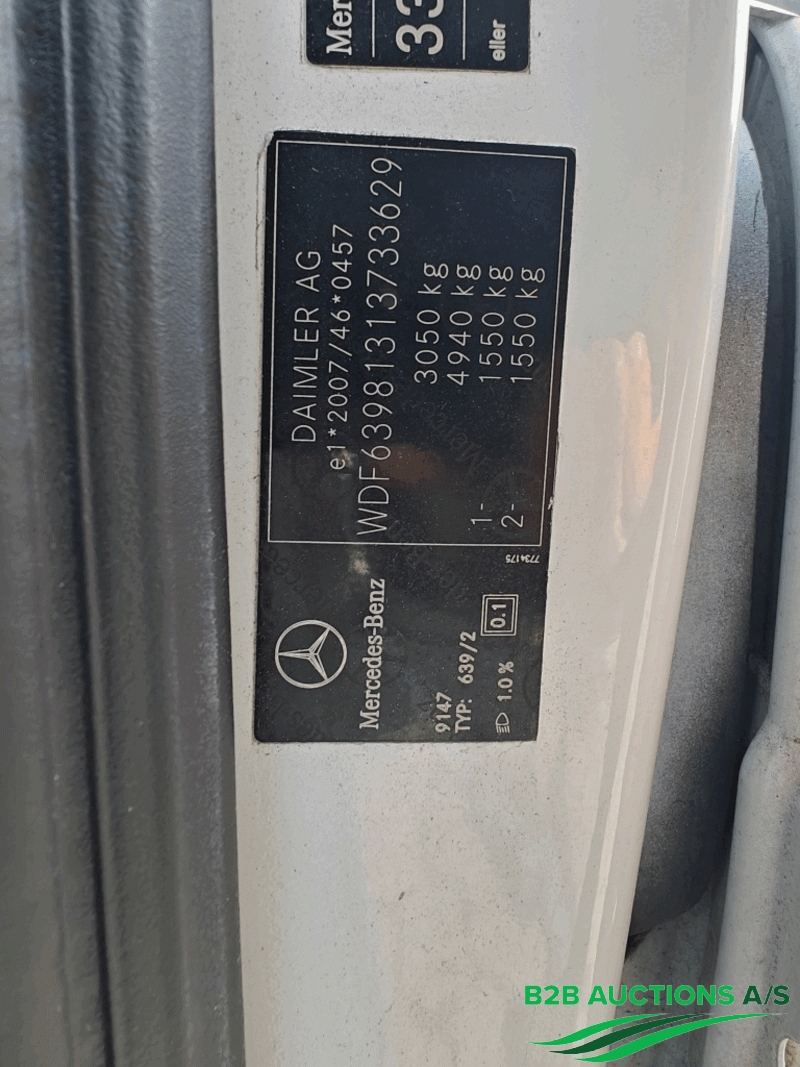 Mer
33
eller
DAIMLER AG
e1*2007/46*0457
WDF63981313733629
3050 kg
4940 kg
1- 1550 kg
2- 1550 kg
7734175
Mercedes-Benz
9147
TYP: 639/2
0.1
1.0 %
B2B AUCTIONS A/S